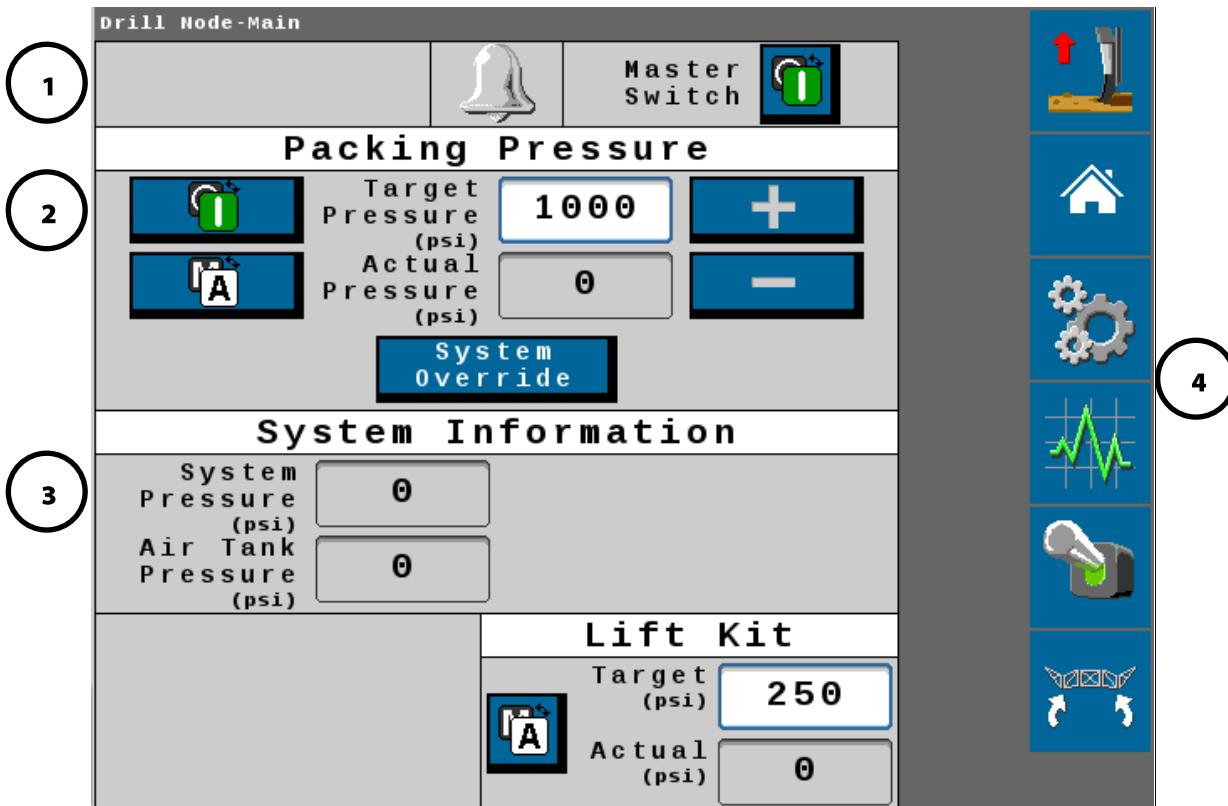 Drill Node-Main
1
Master
Switch
Packing Pressure
2
Target
Pressure
(psi)
1000
+
M A
Actual
Pressure
(psi)
0
−
System
Override
System Information
3
System
Pressure
(psi)
0
Air Tank
Pressure
(psi)
0
4
Lift Kit
M A
Target
(psi)
250
Actual
(psi)
0